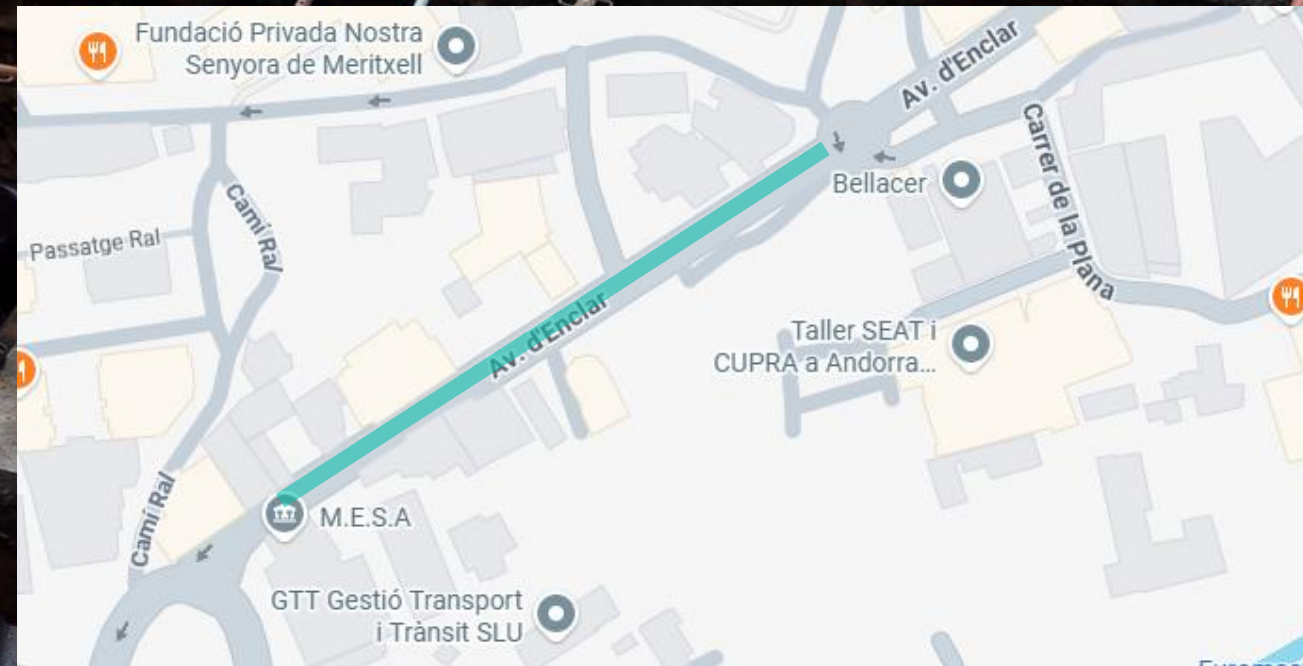 Fundació Privada Nostra
Senyora de Meritxell
Av. d'Enclar
Carrer de la Plana
Bellacer
Camí Ral
Passatge Ral
Av. d'Enclar
Taller SEAT i
CUPRA a Andorra...
Camí Ral
M.E.S.A
GTT Gestió Transport
i Trànsit SLU